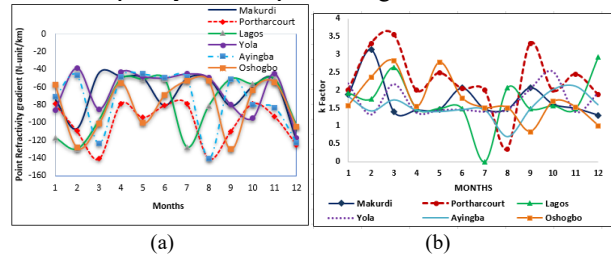 Makurdi
Portharcourt
Lagos
Yola
Ayingba
Oshogbo
Point Refractivity gradient (N-unit/km)
0
-20
-40
-60
-80
-100
-120
-140
-160
1 2 3 4 5 6 7 8 9 10 11 12
Months
(a)
K Factor
4
3.5
3
2.5
2
1.5
1
0.5
0
1 2 3 4 5 6 7 8 9 10 11 12
MONTHS
Makurdi Portharcourt Lagos
Yola Ayingba Oshogbo
(b)